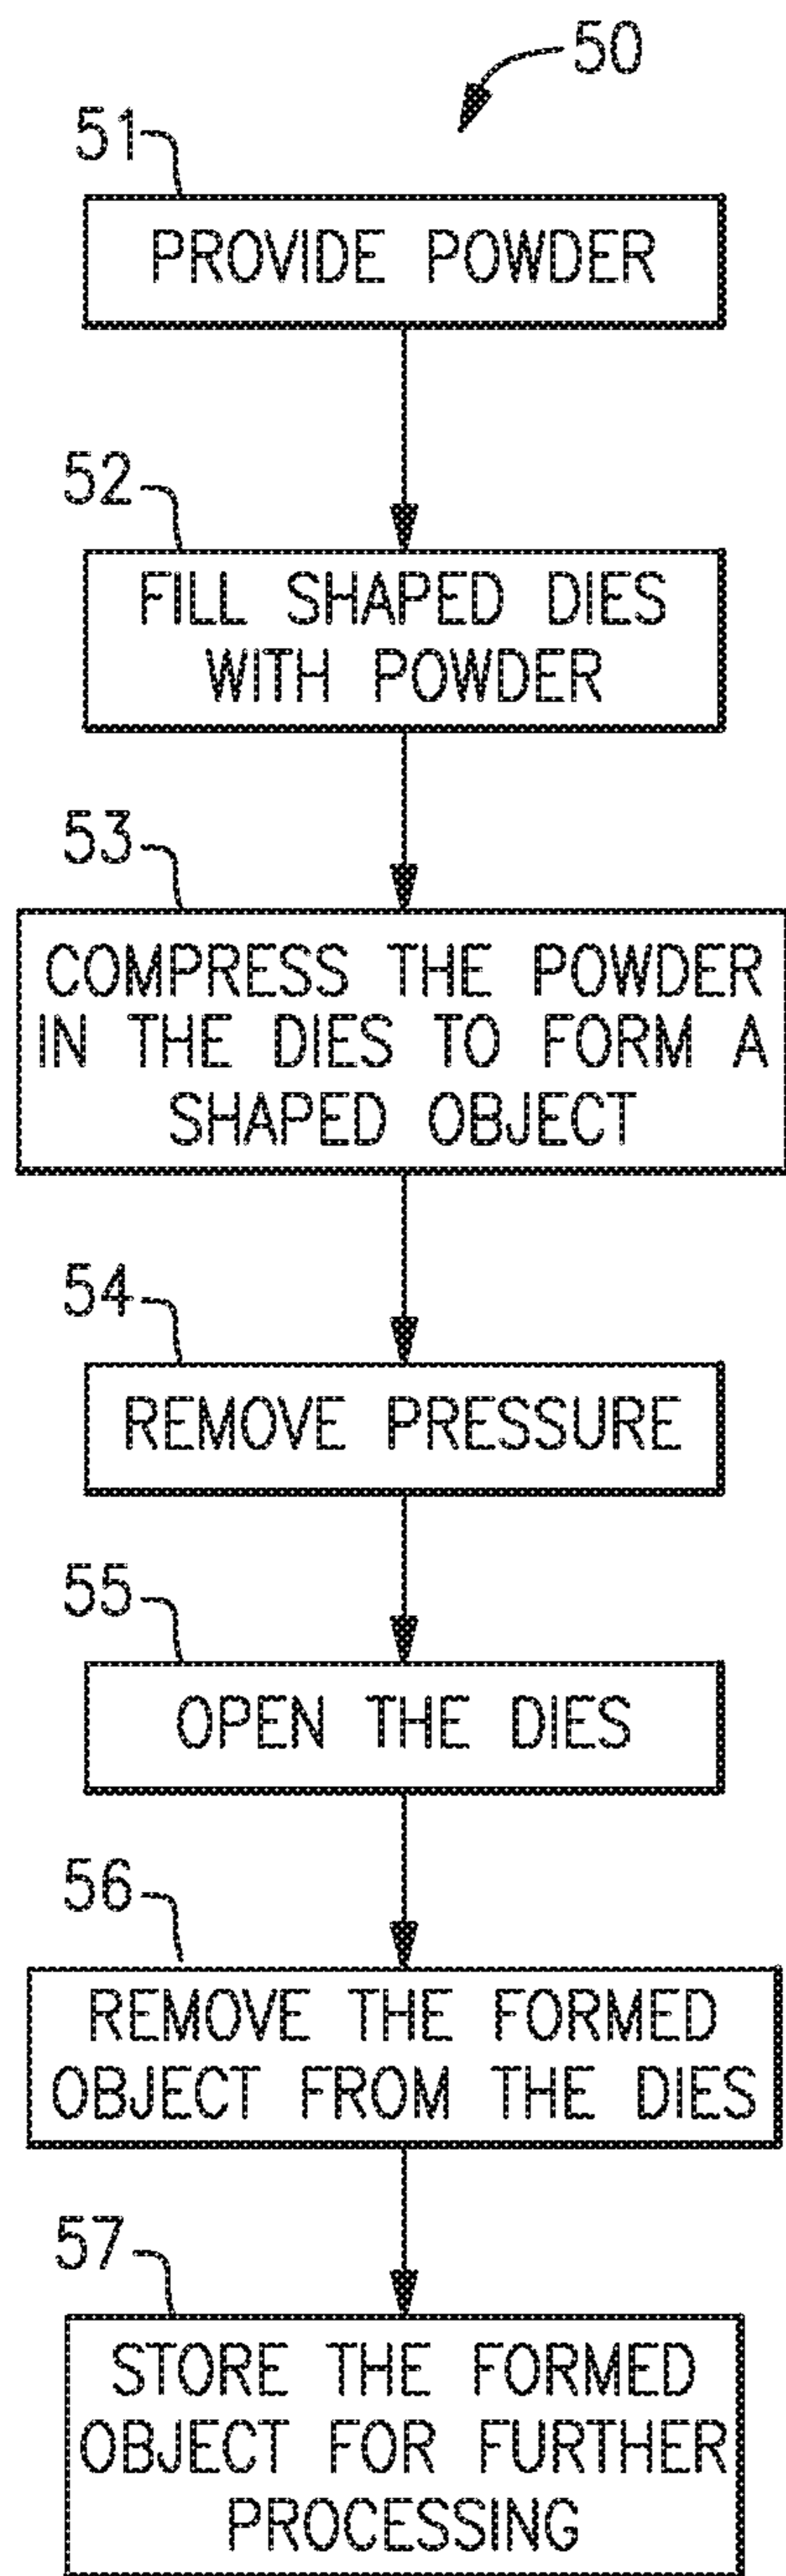 50
51
PROVIDE POWDER
52
FILL SHAPED DIES
WITH POWDER
53
COMPRESS THE POWDER
IN THE DIES TO FORM A
SHAPED OBJECT
54
REMOVE PRESSURE
55
OPEN THE DIES
56
REMOVE THE FORMED
OBJECT FROM THE DIES
57
STORE THE FORMED
OBJECT FOR FURTHER
PROCESSING